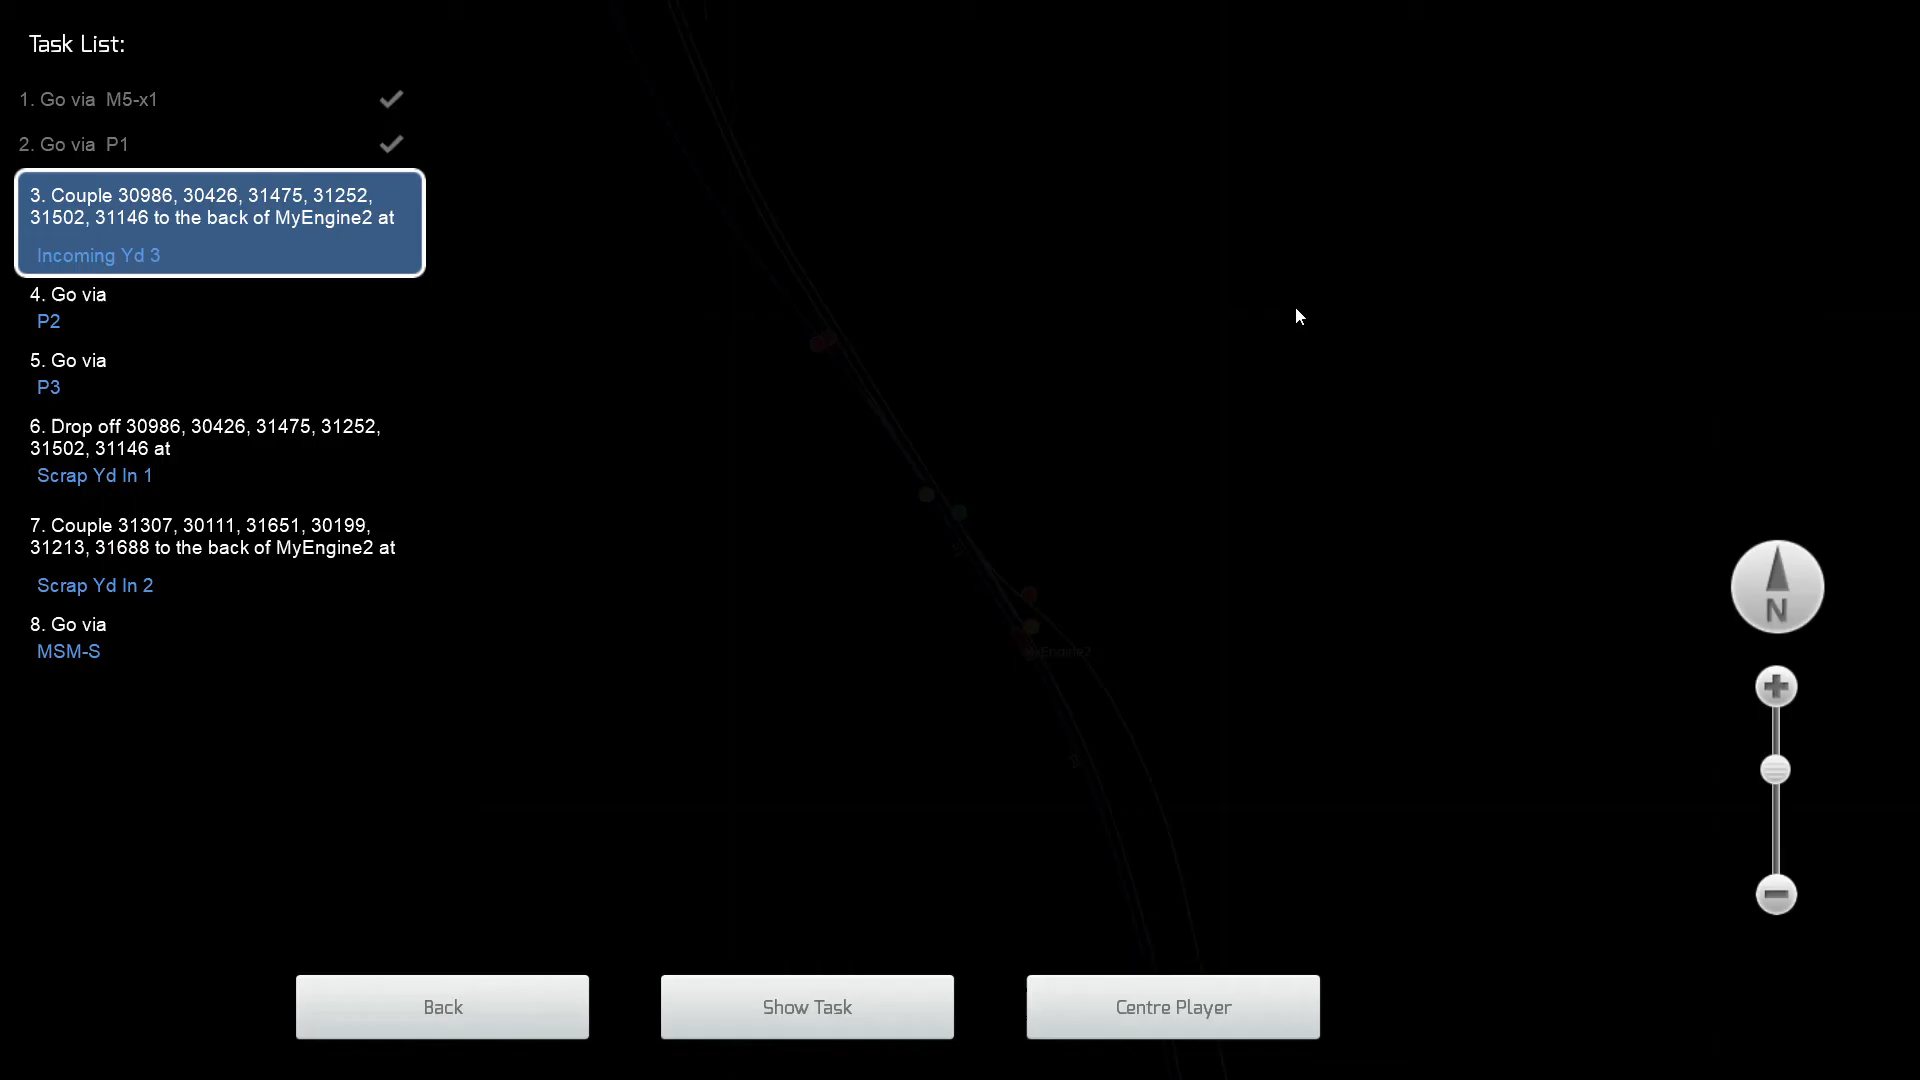 Task List:
1. Go via M5-x1
2. Go via P1
3. Couple 30986, 30426, 31475, 31252,
31502, 31146 to the back of MyEngine2 at
Incoming Yd 3
4. Go via
P2
5. Go via
P3
6. Drop off 30986, 30426, 31475, 31252,
31502, 31146 at
Scrap Yd In 1
7. Couple 31307, 30111, 31651, 30199,
31213, 31688 to the back of MyEngine2 at
Scrap Yd In 2
8. Go via
MSM-S
MyEngine2
N
Back
Show Task
Centre Player